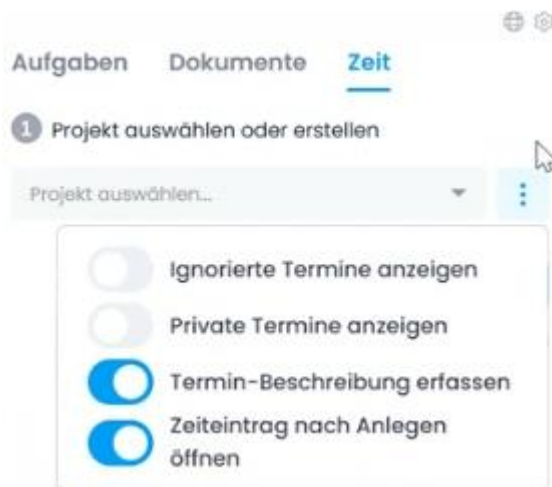 Aufgaben Dokumente Zeit
1 Projekt auswählen oder erstellen
Projekt auswählen...
Ignorierte Termine anzeigen
Private Termine anzeigen
Termin-Beschreibung erfassen
Zeiteintrag nach Anlegen
öffnen